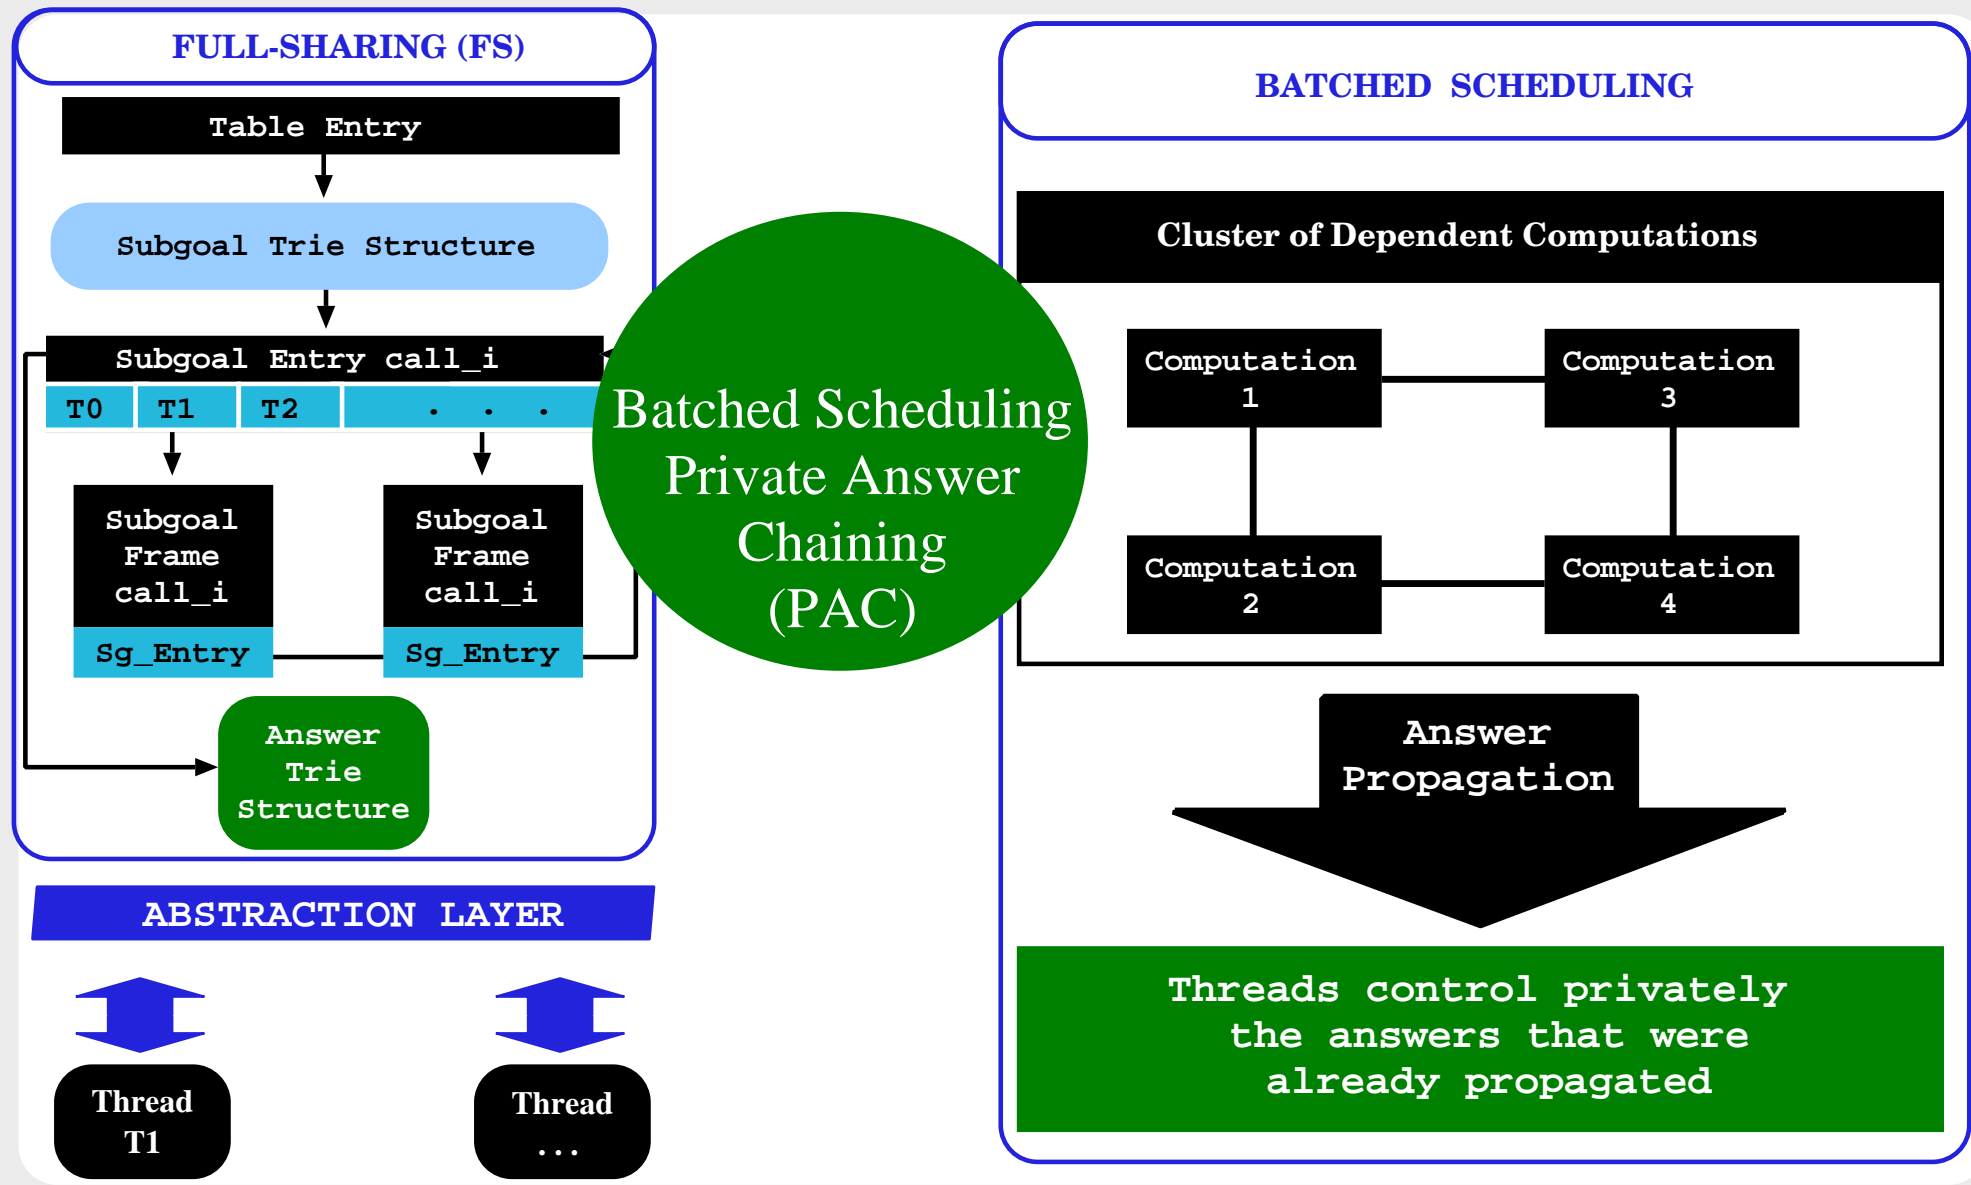 FULL-SHARING (FS)
Table Entry
Subgoal Trie Structure
Subgoal Entry call_i
T0 T1 T2 . . .
Subgoal
Frame
call_i
Sg_Entry
Subgoal
Frame
call_i
Sg_Entry
Answer
Trie
Structure
ABSTRACTION LAYER
Thread
T1
Thread
...
Batched Scheduling
Private Answer
Chaining
(PAC)
BATCHED SCHEDULING
Cluster of Dependent Computations
Computation
1
Computation
3
Computation
2
Computation
4
Answer
Propagation
Threads control privately
the answers that were
already propagated